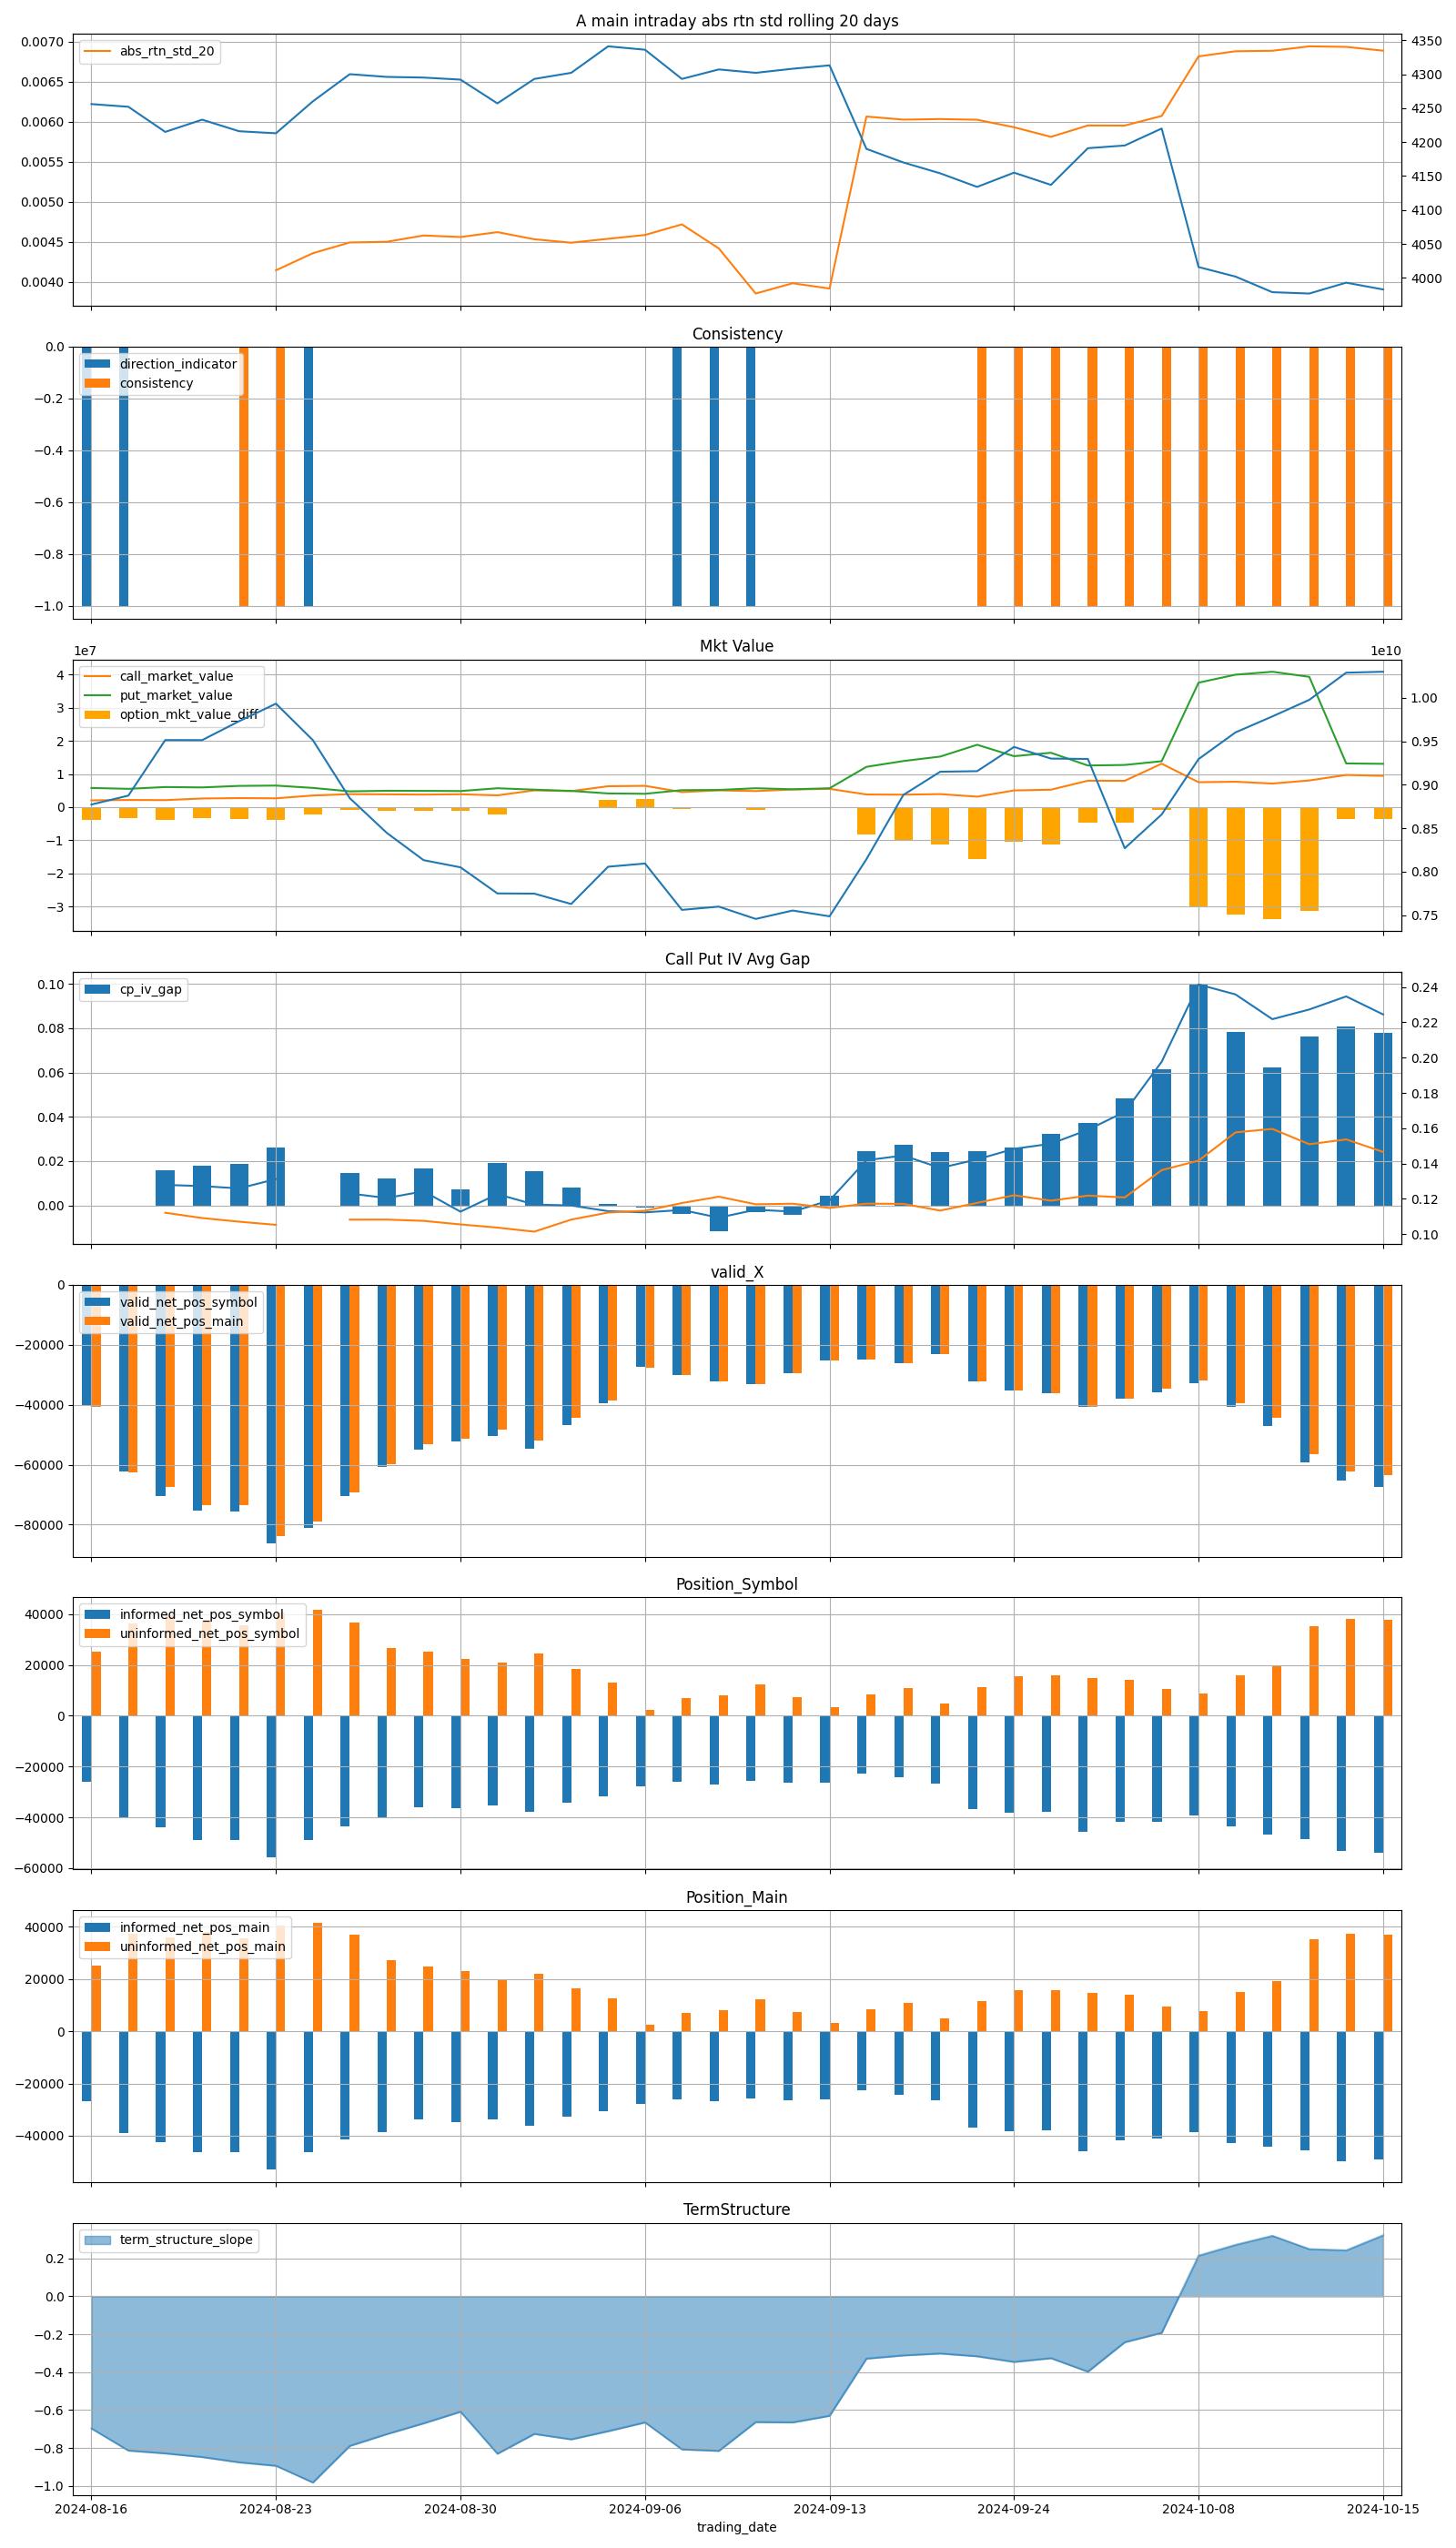 A main intraday abs rtn std rolling 20 days
abs_rtn_std_20
0.0070
0.0065
0.0060
0.0055
0.0050
0.0045
0.0040
4350
4300
4250
4200
4150
4100
4050
4000
Consistency
direction_indicator
consistency
0.0
−0.2
−0.4
−0.6
−0.8
−1.0
Mkt Value
1e7
1e10
call_market_value
put_market_value
option_mkt_value_diff
4
3
2
1
0
−1
−2
−3
1.00
0.95
0.90
0.85
0.80
0.75
Call Put IV Avg Gap
cp_iv_gap
0.10
0.08
0.06
0.04
0.02
0.00
0.24
0.22
0.20
0.18
0.16
0.14
0.12
0.10
valid_X
valid_net_pos_symbol
valid_net_pos_main
0
−20000
−40000
−60000
−80000
Position_Symbol
informed_net_pos_symbol
uninformed_net_pos_symbol
40000
20000
0
−20000
−40000
−60000
Position_Main
informed_net_pos_main
uninformed_net_pos_main
40000
20000
0
−20000
−40000
TermStructure
term_structure_slope
0.2
0.0
−0.2
−0.4
−0.6
−0.8
−1.0
2024-08-16 2024-08-23 2024-08-30 2024-09-06 2024-09-13 2024-09-24 2024-10-08 2024-10-15
trading_date